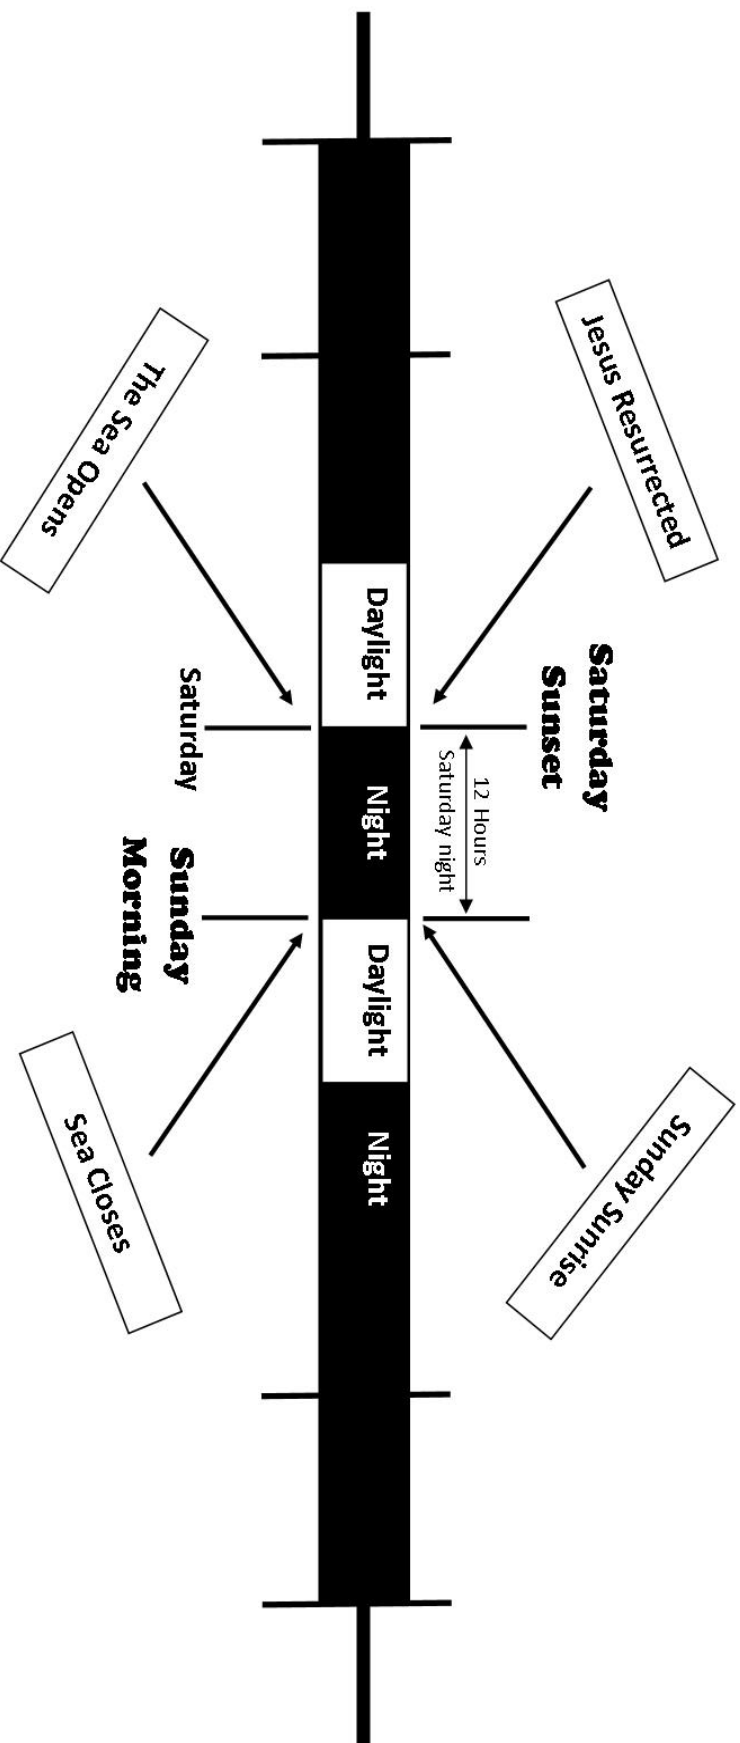 Jesus Resurrected
Saturday
Sunset
Sunday Sunrise
12 Hours
Saturday night
Daylight
Night
Daylight
Night
Saturday
Sunday
Morning
The Sea Opens
Sea Closes